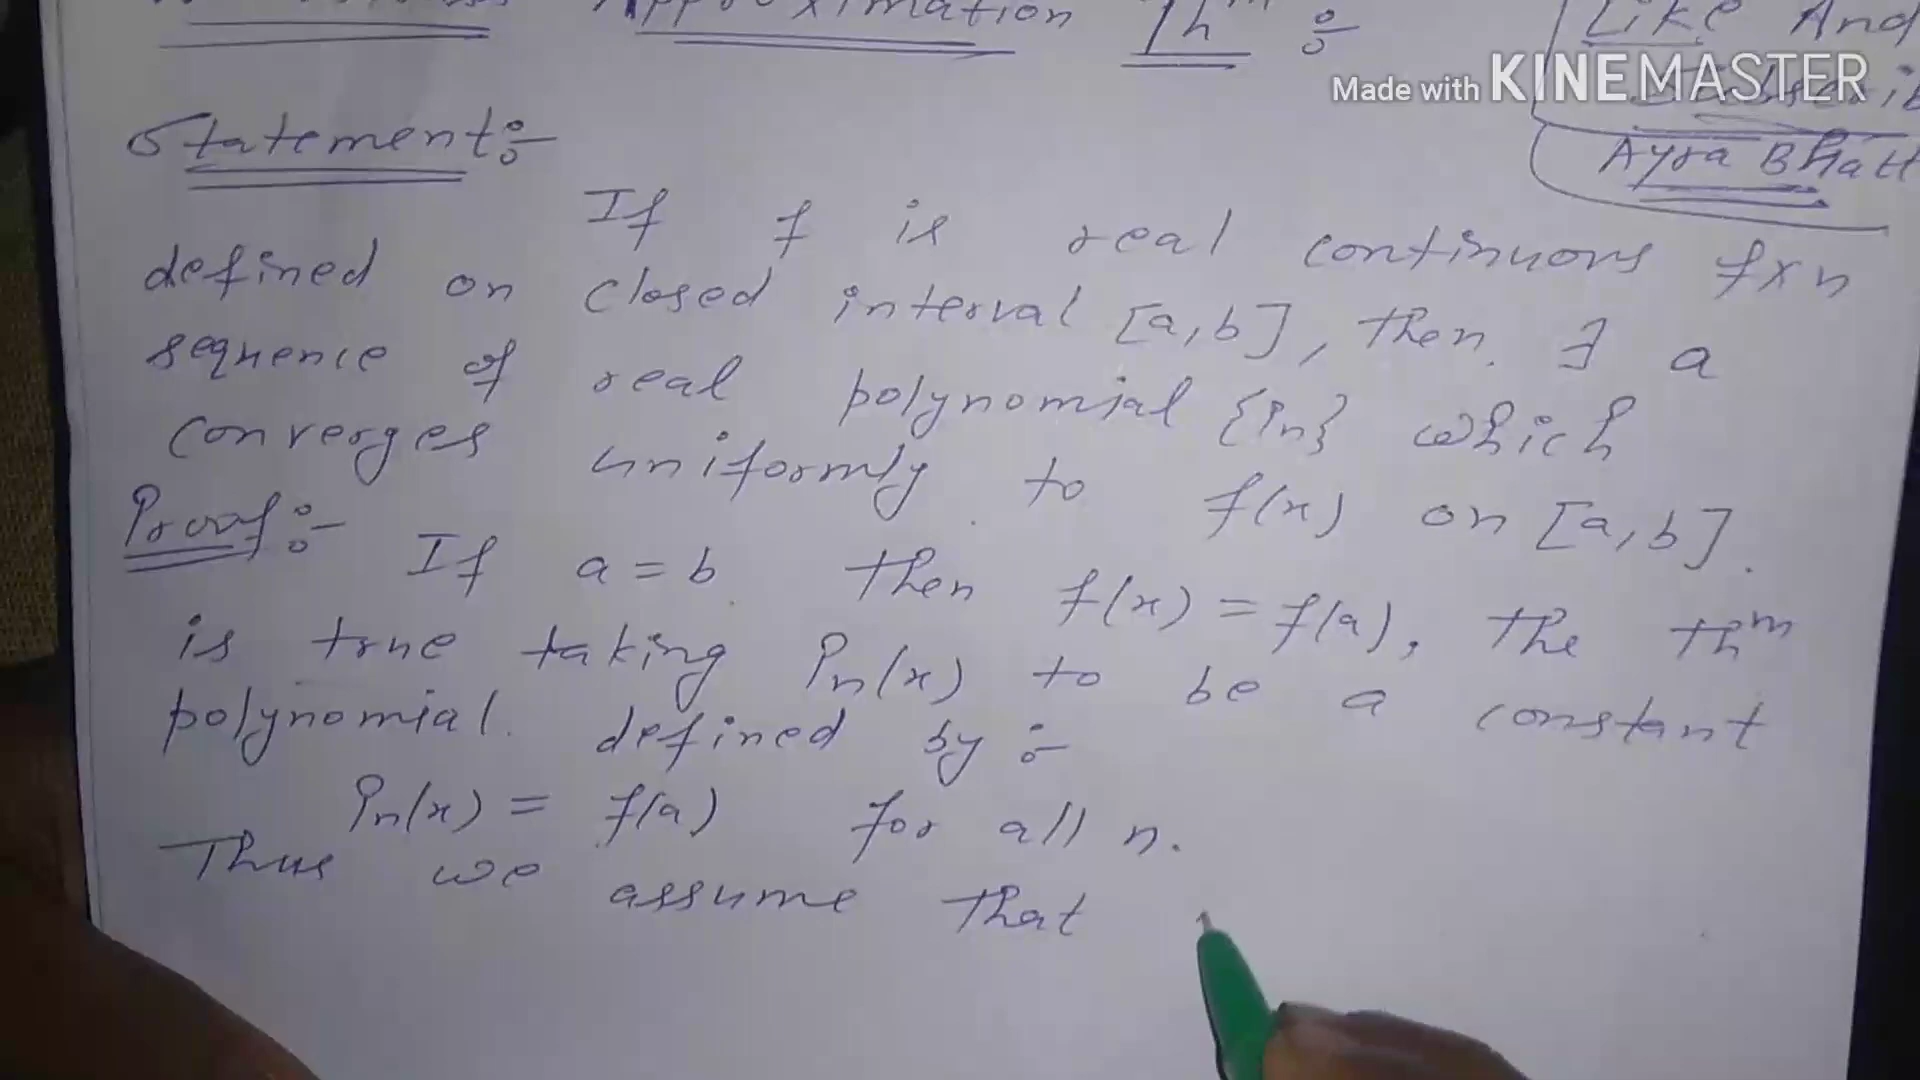 Approximation Thm :-
Like And
Made with KINEMASTER
Ayra Bhatt
Statement:-
If f is real continuous fxn
defined on closed interval [a,b], then ∃ a
sequence of real polynomial {Pn} which
converges uniformly to f(x) on [a,b].
Proof:- If a=b then f(x) = f(a), the thm
is true taking Pn(x) to be a constant
polynomial. defined by:-
Pn(x) = f(a) for all n.
Thus we assume that